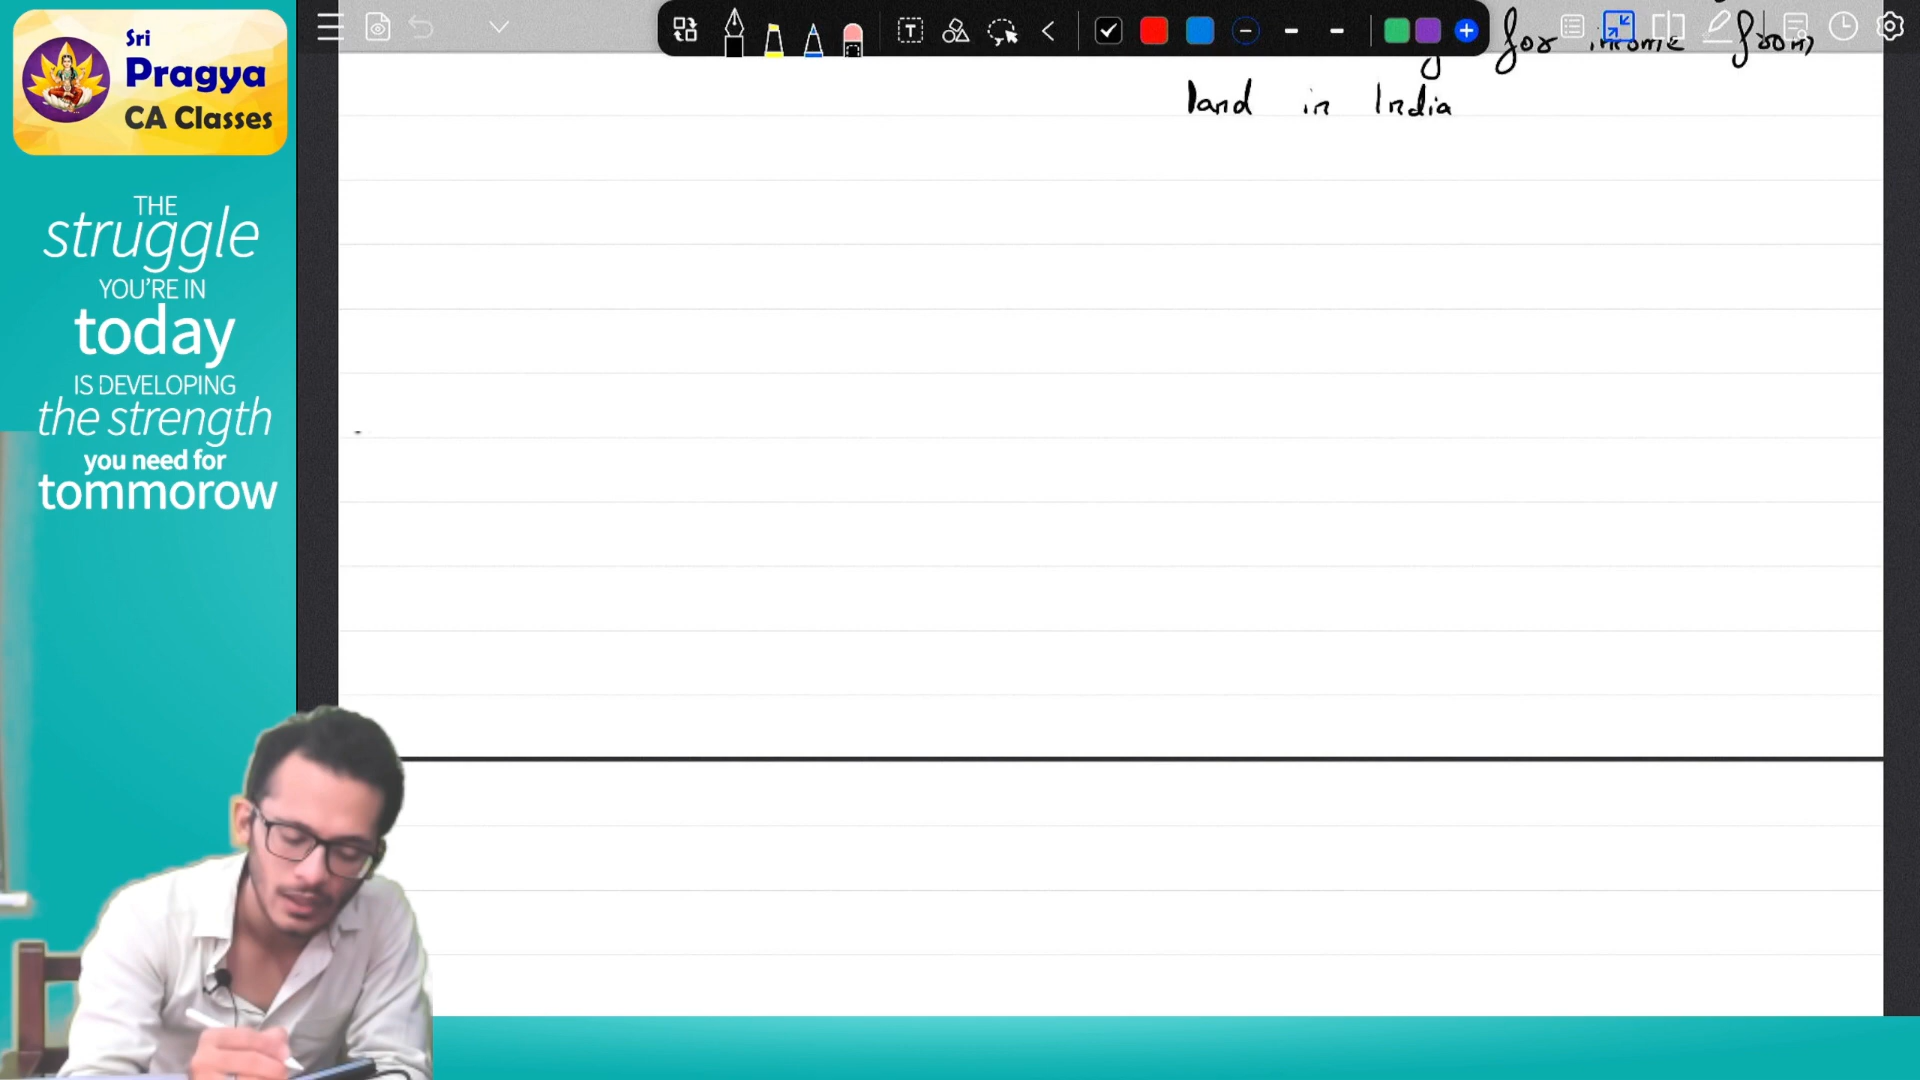 Sri
Pragya
CA Classes
THE
struggle
YOU'RE IN
today
IS DEVELOPING
the strength
you need for
tommorow
for income from
land in India